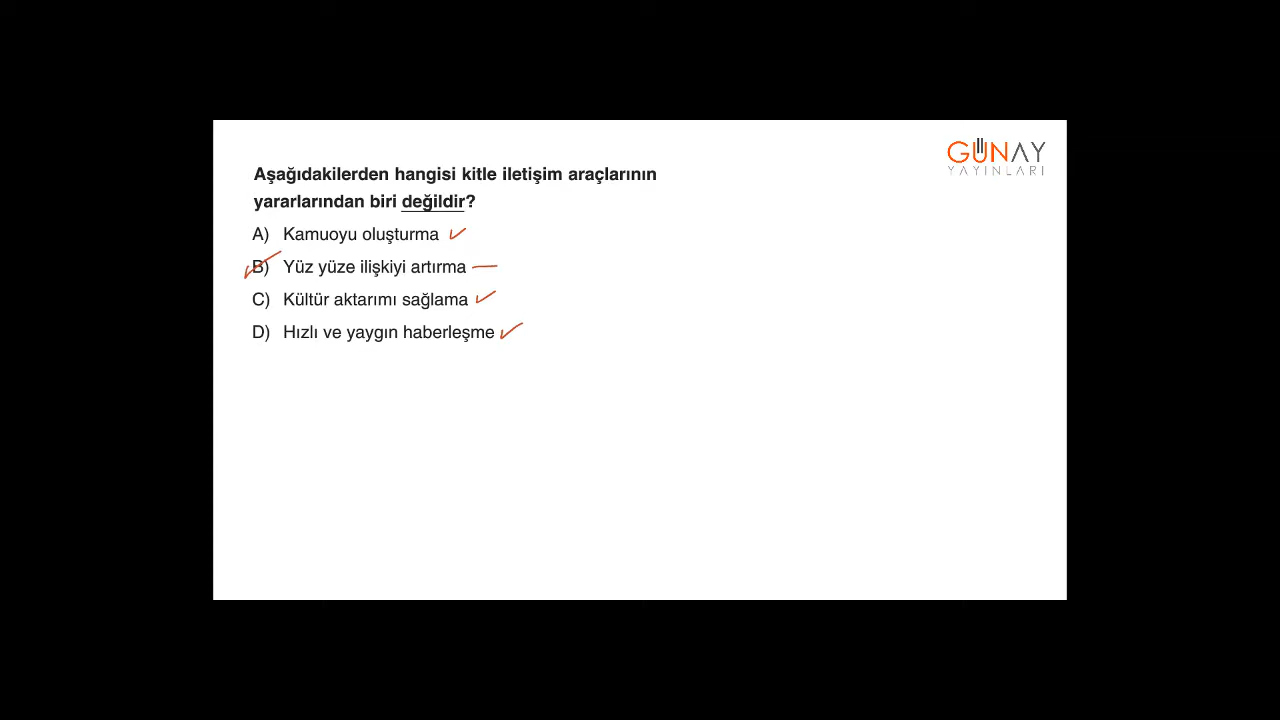 GÜNAY
YAYINLARI
Aşağıdakilerden hangisi kitle iletişim araçlarının
yararlarından biri değildir?
A) Kamuoyu oluşturma
B) Yüz yüze ilişkiyi artırma
C) Kültür aktarımı sağlama
D) Hızlı ve yaygın haberleşme